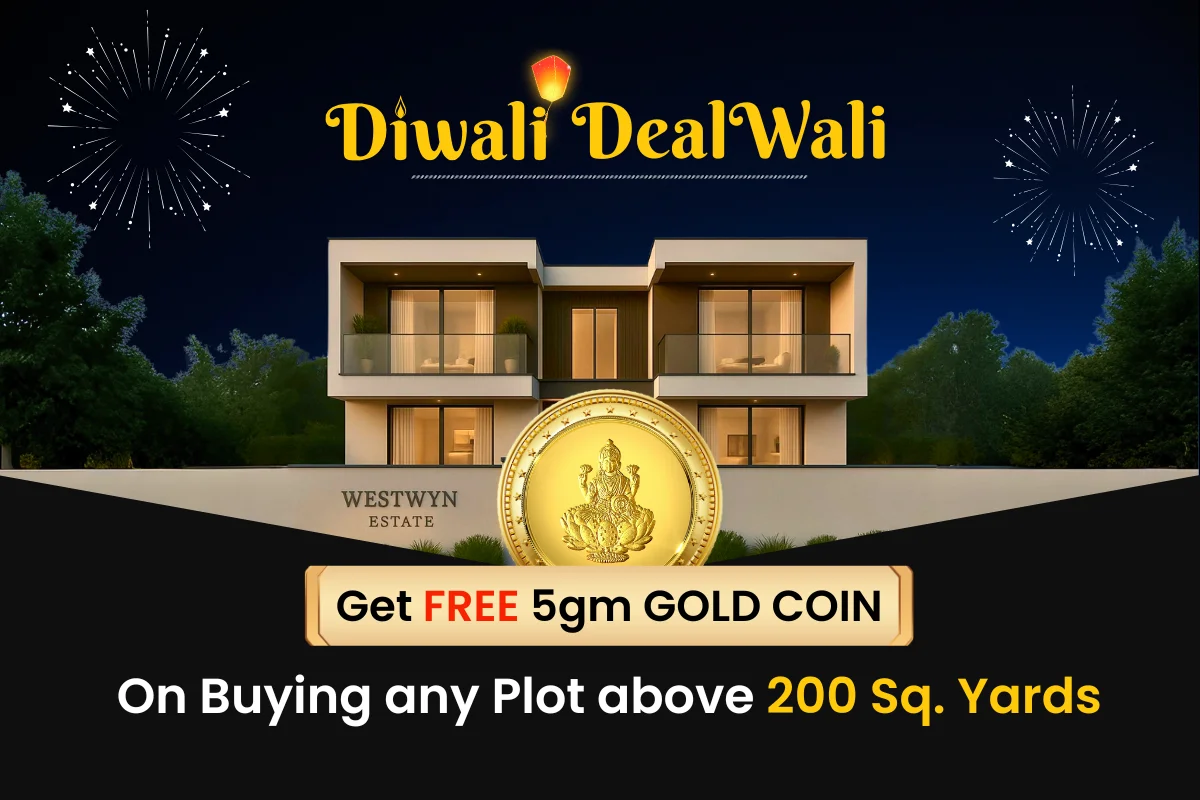 Diwali DealWali
WESTWYN
ESTATE
Get FREE 5gm GOLD COIN
On Buying any Plot above 200 Sq. Yards